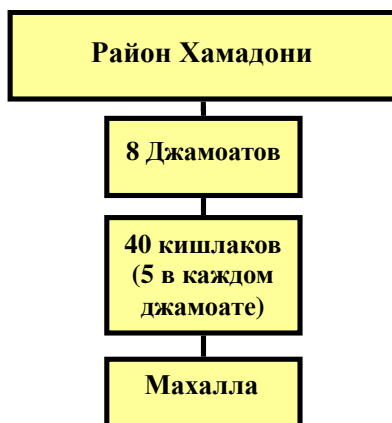 Район Хамадони
8 Джамоатов
40 кишлаков
(5 в каждом
джамоате)
Махалла